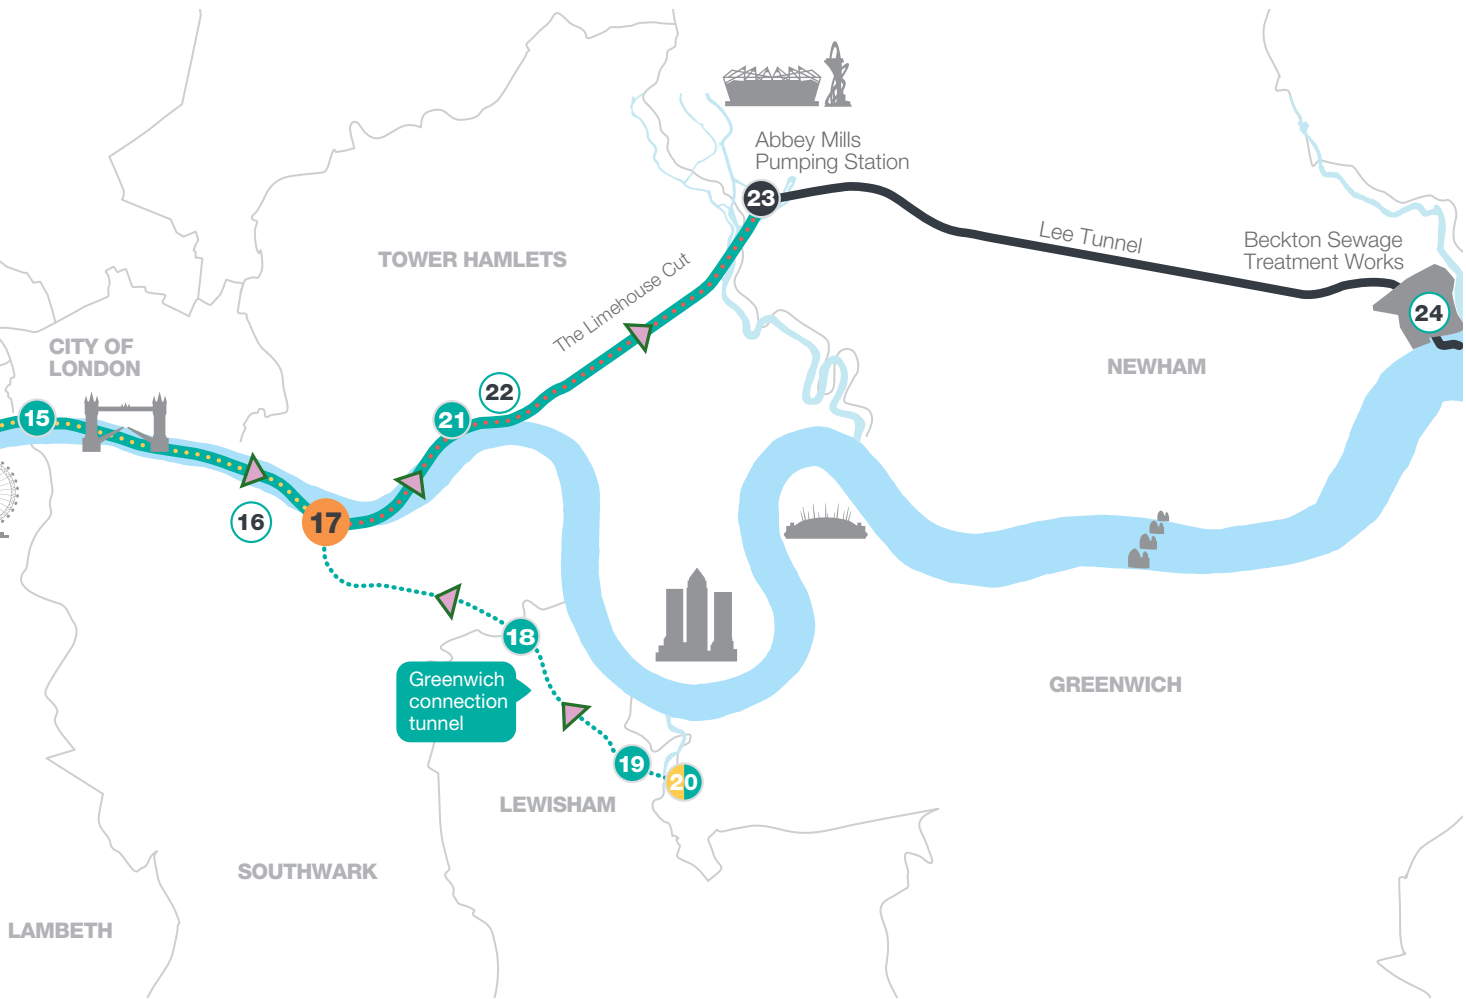 Abbey Mills
Pumping Station
23
Lee Tunnel
Beckton Sewage
Treatment Works
24
TOWER HAMLETS
The Limehouse Cut
CITY OF
LONDON
NEWHAM
15
22
21
16
17
18
Greenwich
connection
tunnel
GREENWICH
19
20
LEWISHAM
SOUTHWARK
LAMBETH